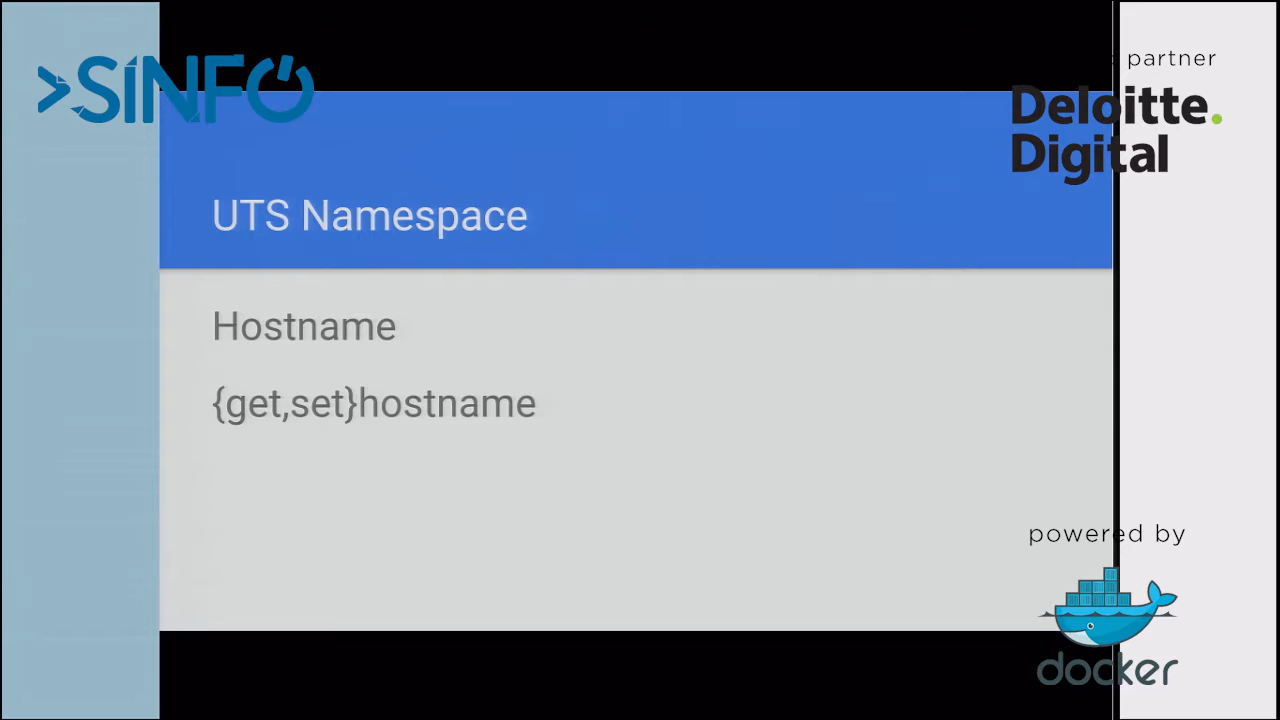 SINFO
partner
Deloitte.
Digital
UTS Namespace
Hostname
{get,set}hostname
powered by
docker